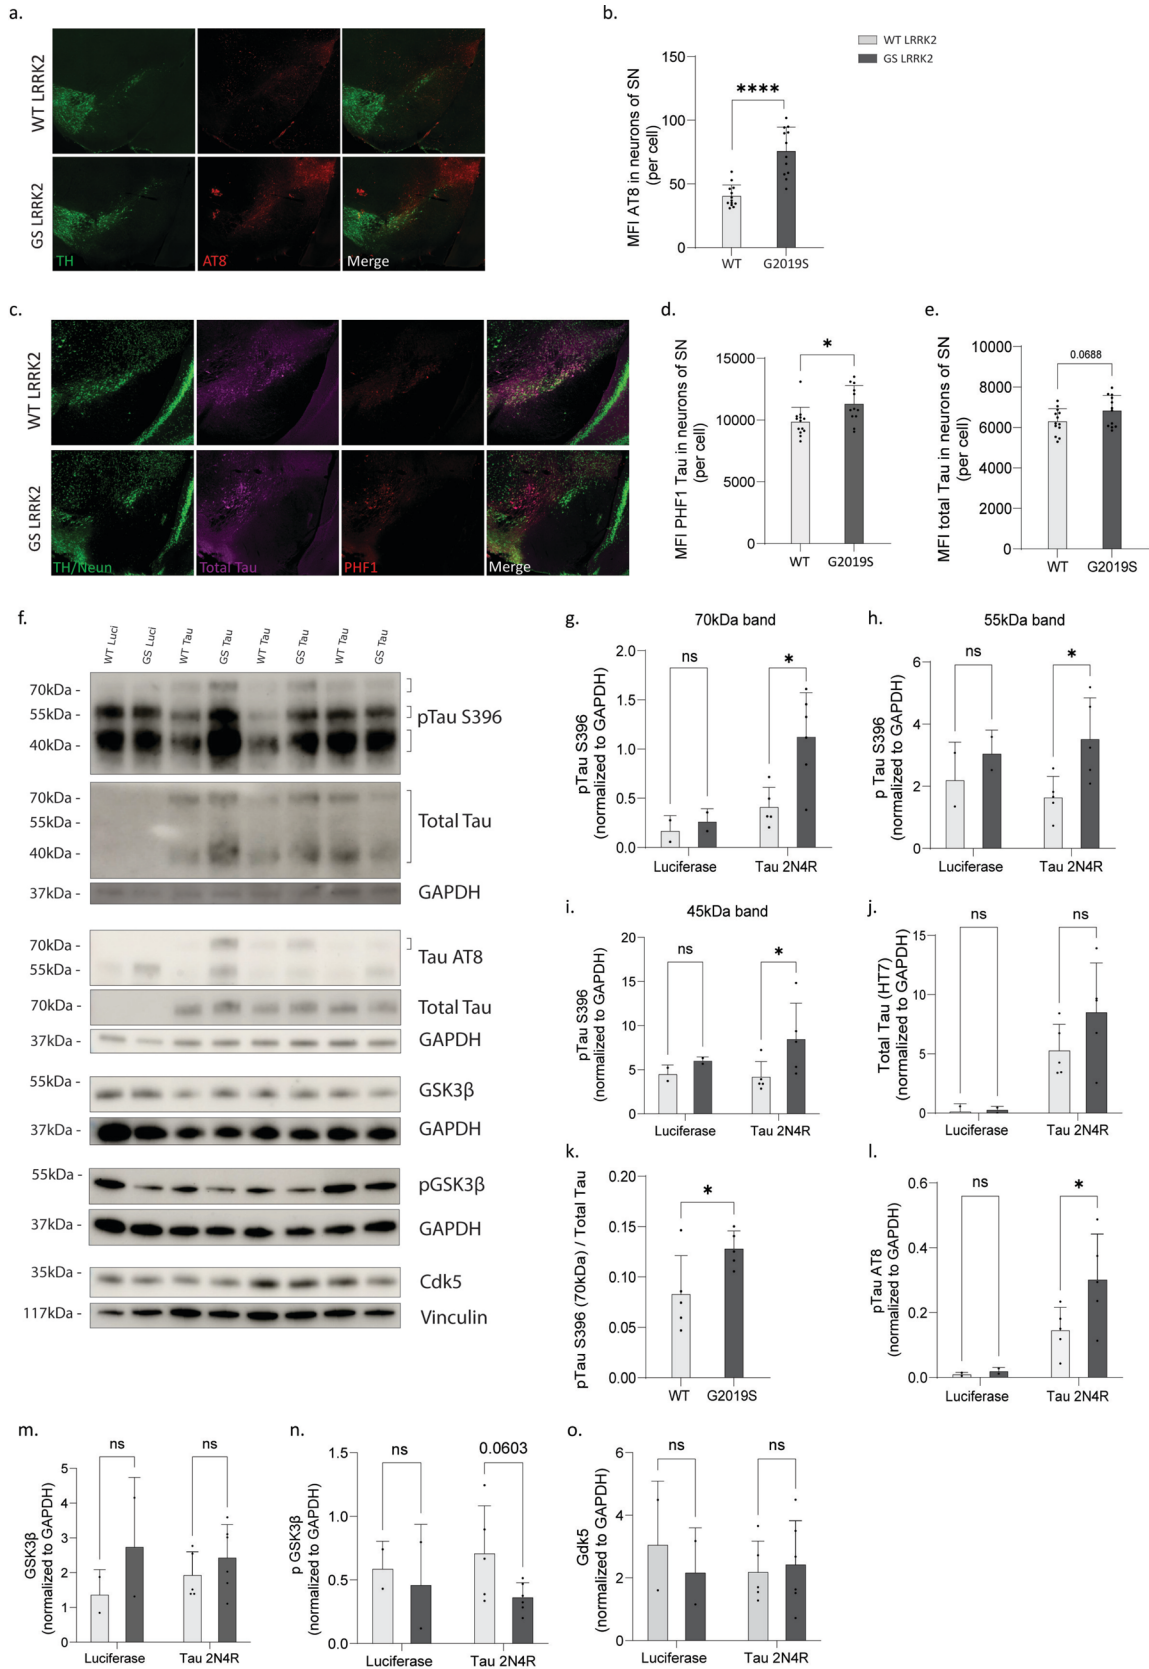 a.
WT LRRK2
GS LRRK2
TH
AT8
Merge
b.
WT LRRK2
GS LRRK2
MFI AT8 in neurons of SN
(per cell)
150
100
50
0
****
WT
G2019S
c.
WT LRRK2
GS LRRK2
TH/Neun
Total Tau
PHF1
Merge
d.
MFI PHF1 Tau in neurons of SN
(per cell)
15000
10000
5000
0
*
WT
G2019S
e.
MFI total Tau in neurons of SN
(per cell)
10000
8000
6000
4000
2000
0
0.0688
WT
G2019S
f.
WT Luci
GS Luci
WT Tau
GS Tau
WT Tau
GS Tau
WT Tau
GS Tau
70kDa -
55kDa -
40kDa -
pTau S396
70kDa -
55kDa -
40kDa -
Total Tau
37kDa -
GAPDH
70kDa -
55kDa -
Tau AT8
70kDa -
Total Tau
37kDa -
GAPDH
55kDa -
GSK3β
37kDa -
GAPDH
55kDa -
pGSK3β
37kDa -
GAPDH
35kDa -
Cdk5
117kDa -
Vinculin
g.
70kDa band
pTau S396
(normalized to GAPDH)
2.0
1.5
1.0
0.5
0.0
ns
*
Luciferase
Tau 2N4R
h.
55kDa band
p Tau S396
(normalized to GAPDH)
6
4
2
0
ns
*
Luciferase
Tau 2N4R
i.
45kDa band
pTau S396
(normalized to GAPDH)
20
15
10
5
0
ns
*
Luciferase
Tau 2N4R
j.
Total Tau (HT7)
(normalized to GAPDH)
15
10
5
0
ns
ns
Luciferase
Tau 2N4R
k.
pTau S396 (70kDa) / Total Tau
0.20
0.15
0.10
0.05
0.00
*
WT
G2019S
l.
pTau AT8
(normalized to GAPDH)
0.6
0.4
0.2
0.0
ns
*
Luciferase
Tau 2N4R
m.
GSK3β
(normalized to GAPDH)
5
4
3
2
1
0
ns
ns
Luciferase
Tau 2N4R
n.
p GSK3β
(normalized to GAPDH)
1.5
1.0
0.5
0.0
ns
0.0603
Luciferase
Tau 2N4R
o.
Gdk5
(normalized to GAPDH)
6
4
2
0
ns
ns
Luciferase
Tau 2N4R